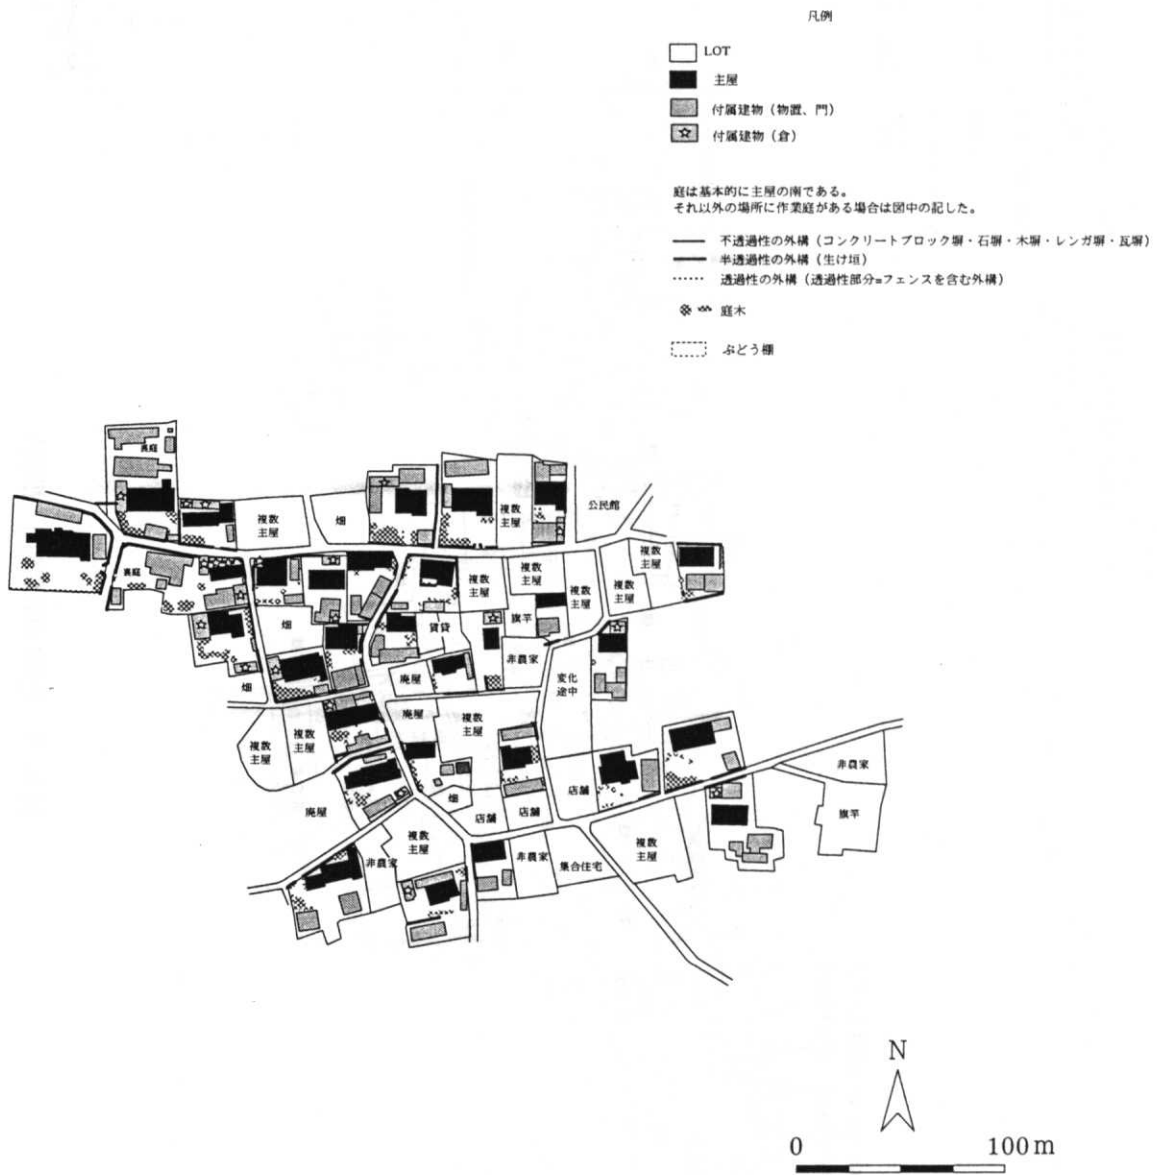 凡例
LOT
主屋
付属建物（物置、門）
付属建物（倉）
庭は基本的に主屋の南である。
それ以外の場所に作業庭がある場合は図中の記した。
不透過性の外構（コンクリートブロック塀・石塀・木塀・レンガ塀・瓦塀）
半透過性の外構（生け垣）
透過性の外構（透過性部分=フェンスを含む外構）
庭木
ぶどう棚
裏庭
複数
主屋
畑
複数
主屋
公民館
裏庭
複数
主屋
複数
主屋
複数
主屋
複数
主屋
複数
主屋
畑
賃貸
旗竿
非農家
変化
途中
廃屋
畑
複数
主屋
複数
主屋
廃屋
複数
主屋
非農家
旗竿
店舗
畑
店舗
店舗
廃屋
複数
主屋
非農家
非農家
集合住宅
複数
主屋
N
0
100m